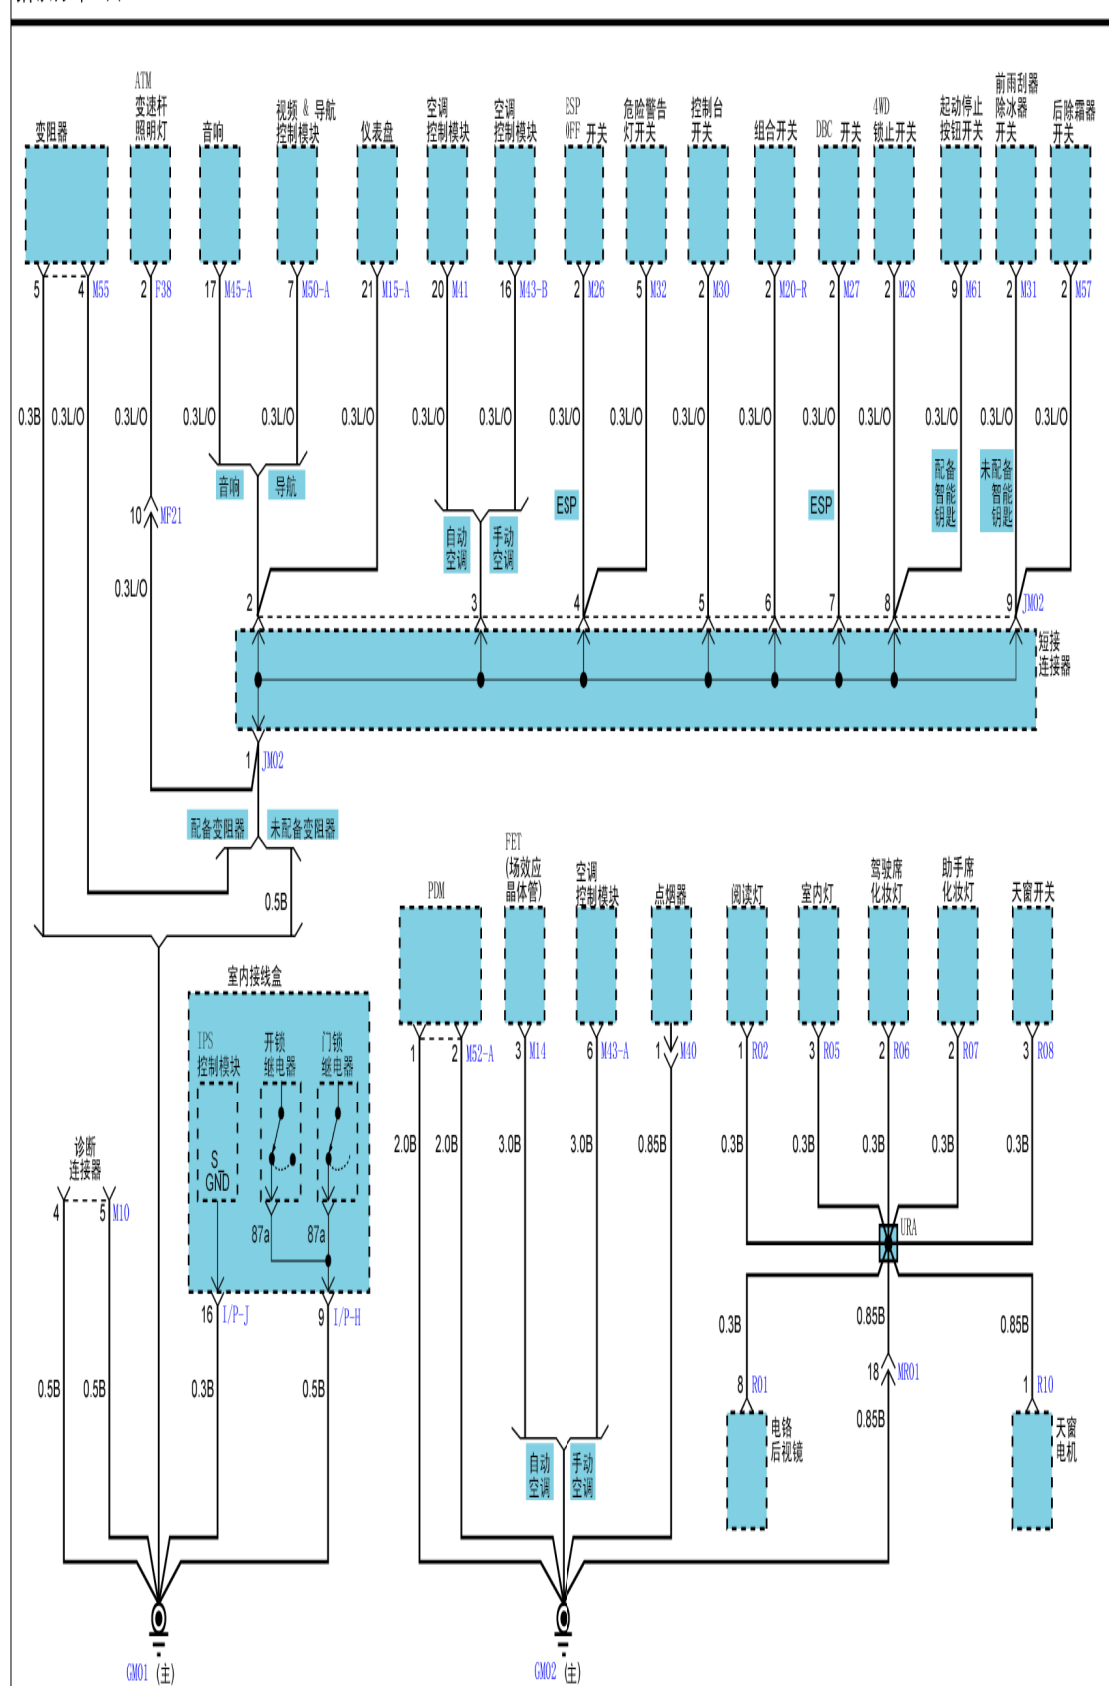 变阻器
ATM
变速杆
照明灯
音响
视频 & 导航
控制模块
仪表盘
空调
控制模块
空调
控制模块
ESP
OFF 开关
危险警告
灯开关
控制台
开关
组合开关
DBC 开关
4WD
锁止开关
起动停止
按钮开关
前雨刮器
除冰器
开关
后除霜器
开关
5 4 M55
2 F38
17 M45-A
7 M50-A
21 M15-A
20 M41
16 M43-B
2 M26
5 M32
2 M30
2 M20-R
2 M27
2 M28
9 M61
2 M31
2 M57
0.3B 0.3L/O 0.3L/O 0.3L/O 0.3L/O 0.3L/O 0.3L/O 0.3L/O 0.3L/O 0.3L/O 0.3L/O 0.3L/O 0.3L/O 0.3L/O 0.3L/O 0.3L/O 0.3L/O
音响 导航
10 MF21
0.3L/O
自动
空调
手动
空调
ESP
ESP
配备
智能
钥匙
未配备
智能
钥匙
2 3 4 5 6 7 8 9 JM02
短接
连接器
1 JM02
配备变阻器 未配备变阻器
0.5B
室内接线盒
IPS
控制模块
开锁
继电器
门锁
继电器
S_
GND
87a 87a
16 I/P-J
9 I/P-H
诊断
连接器
4 5 M10
0.5B 0.5B 0.3B 0.5B
GM01 (主)
PDM
FET
(场效应
晶体管)
空调
控制模块
点烟器
阅读灯
室内灯
驾驶席
化妆灯
助手席
化妆灯
天窗开关
1 2 M52-A
3 M14
6 M43-A
1 M40
1 R02
3 R05
2 R06
2 R07
3 R08
2.0B 2.0B 3.0B 3.0B 0.85B 0.3B 0.3B 0.3B 0.3B 0.3B
URA
0.3B 0.85B 0.85B
8 R01
18 MR01
1 R10
0.85B
电铬
后视镜
天窗
电机
自动
空调
手动
空调
GM02 (主)